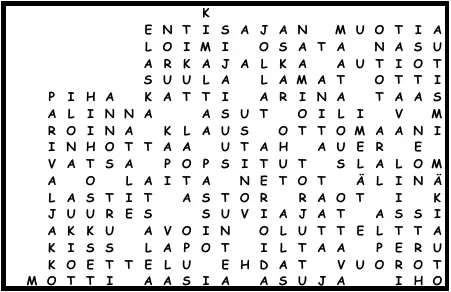 K
ENTISAJAN MUOTIA
LOIMI OSATA NASU
ARKAJALKA AUTIOT
SUULA LAMAT OTTI
PIHA KATTI ARINA TAAS
ALINNA ASUT OILI V M
ROINA KLAUS OTTOMAANI
INHOTTAA UTAH AUER E
VATSA POPSITUT SLALOM
A O LAITA NETOT ÄLINÄ
LASTIT ASTOR RAOT I K
JUURES SUVIAJAT ASSI
AKKU AVOIN OLUTTELTTA
KISS LAPOT ILTAA PERU
KOETTELU EHDAT VUOROT
MOTTI AASIA ASUJA IHO